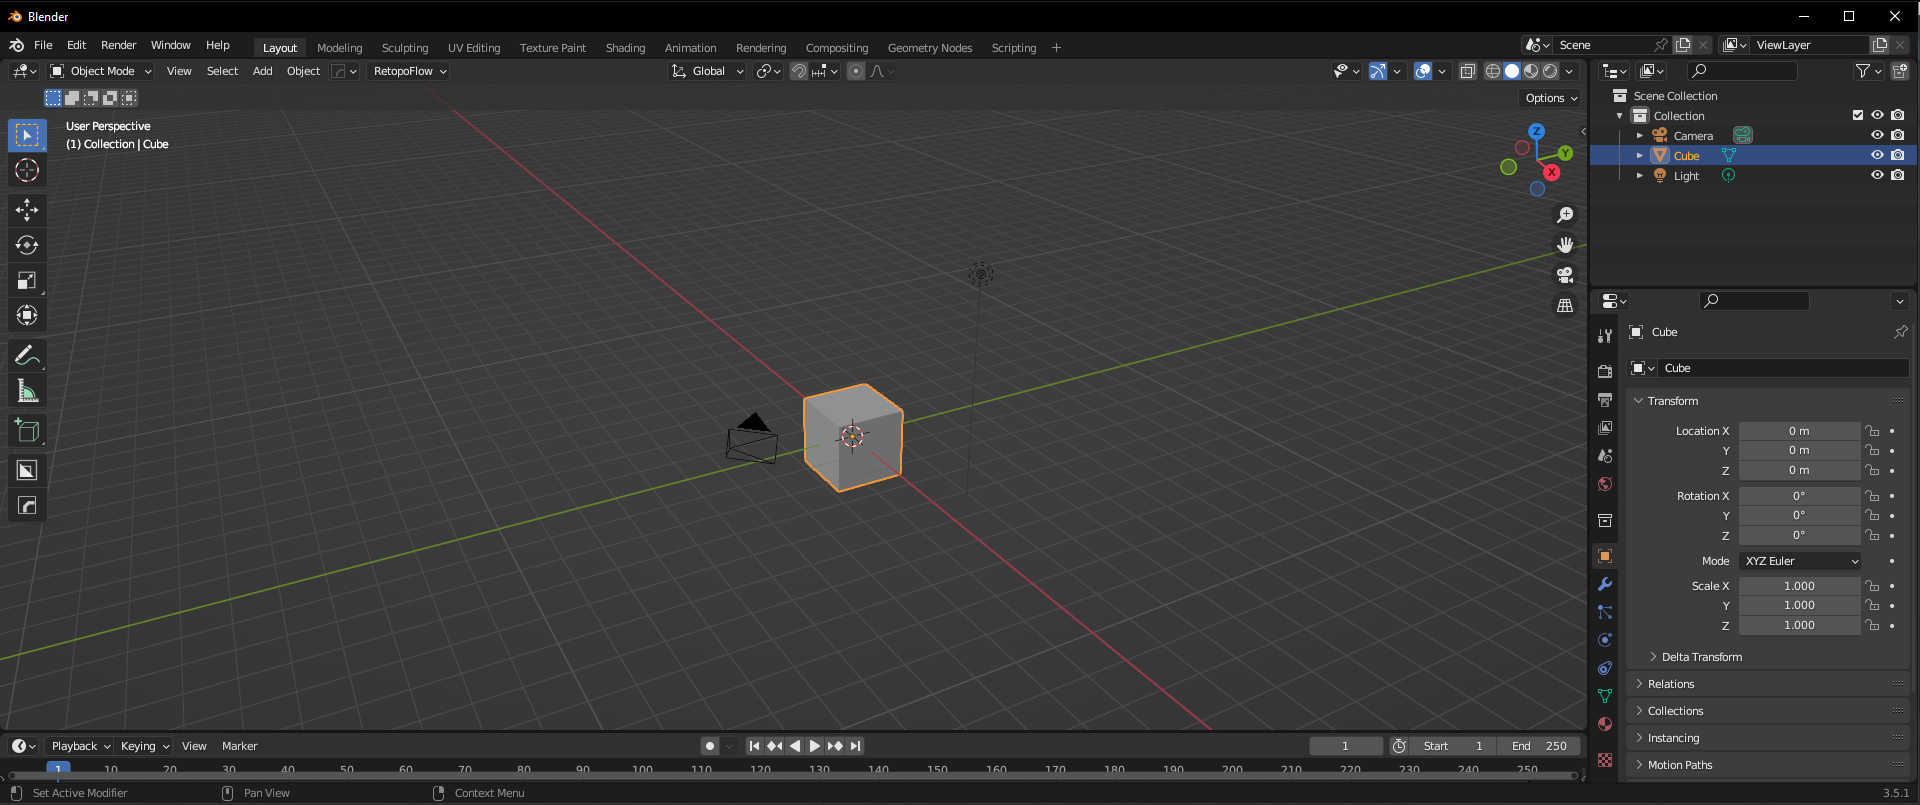 Blender
File Edit Render Window Help Layout Modeling Sculpting UV Editing Texture Paint Shading Animation Rendering Compositing Geometry Nodes Scripting + Scene ViewLayer
Object Mode View Select Add Object RetopoFlow Global
Options
User Perspective
(1) Collection | Cube
Z
Y
X
Scene Collection
Collection
Camera
Cube
Light
Cube
Cube
Transform
Location X 0 m
Y 0 m
Z 0 m
Rotation X 0°
Y 0°
Z 0°
Mode XYZ Euler
Scale X 1.000
Y 1.000
Z 1.000
Delta Transform
Relations
Collections
Instancing
Motion Paths
Playback Keying View Marker 1 Start 1 End 250
1 10 20 30 40 50 60 70 80 90 100 110 120 130 140 150 160 170 180 190 200 210 220 230 240 250
Set Active Modifier Pan View Context Menu 3.5.1